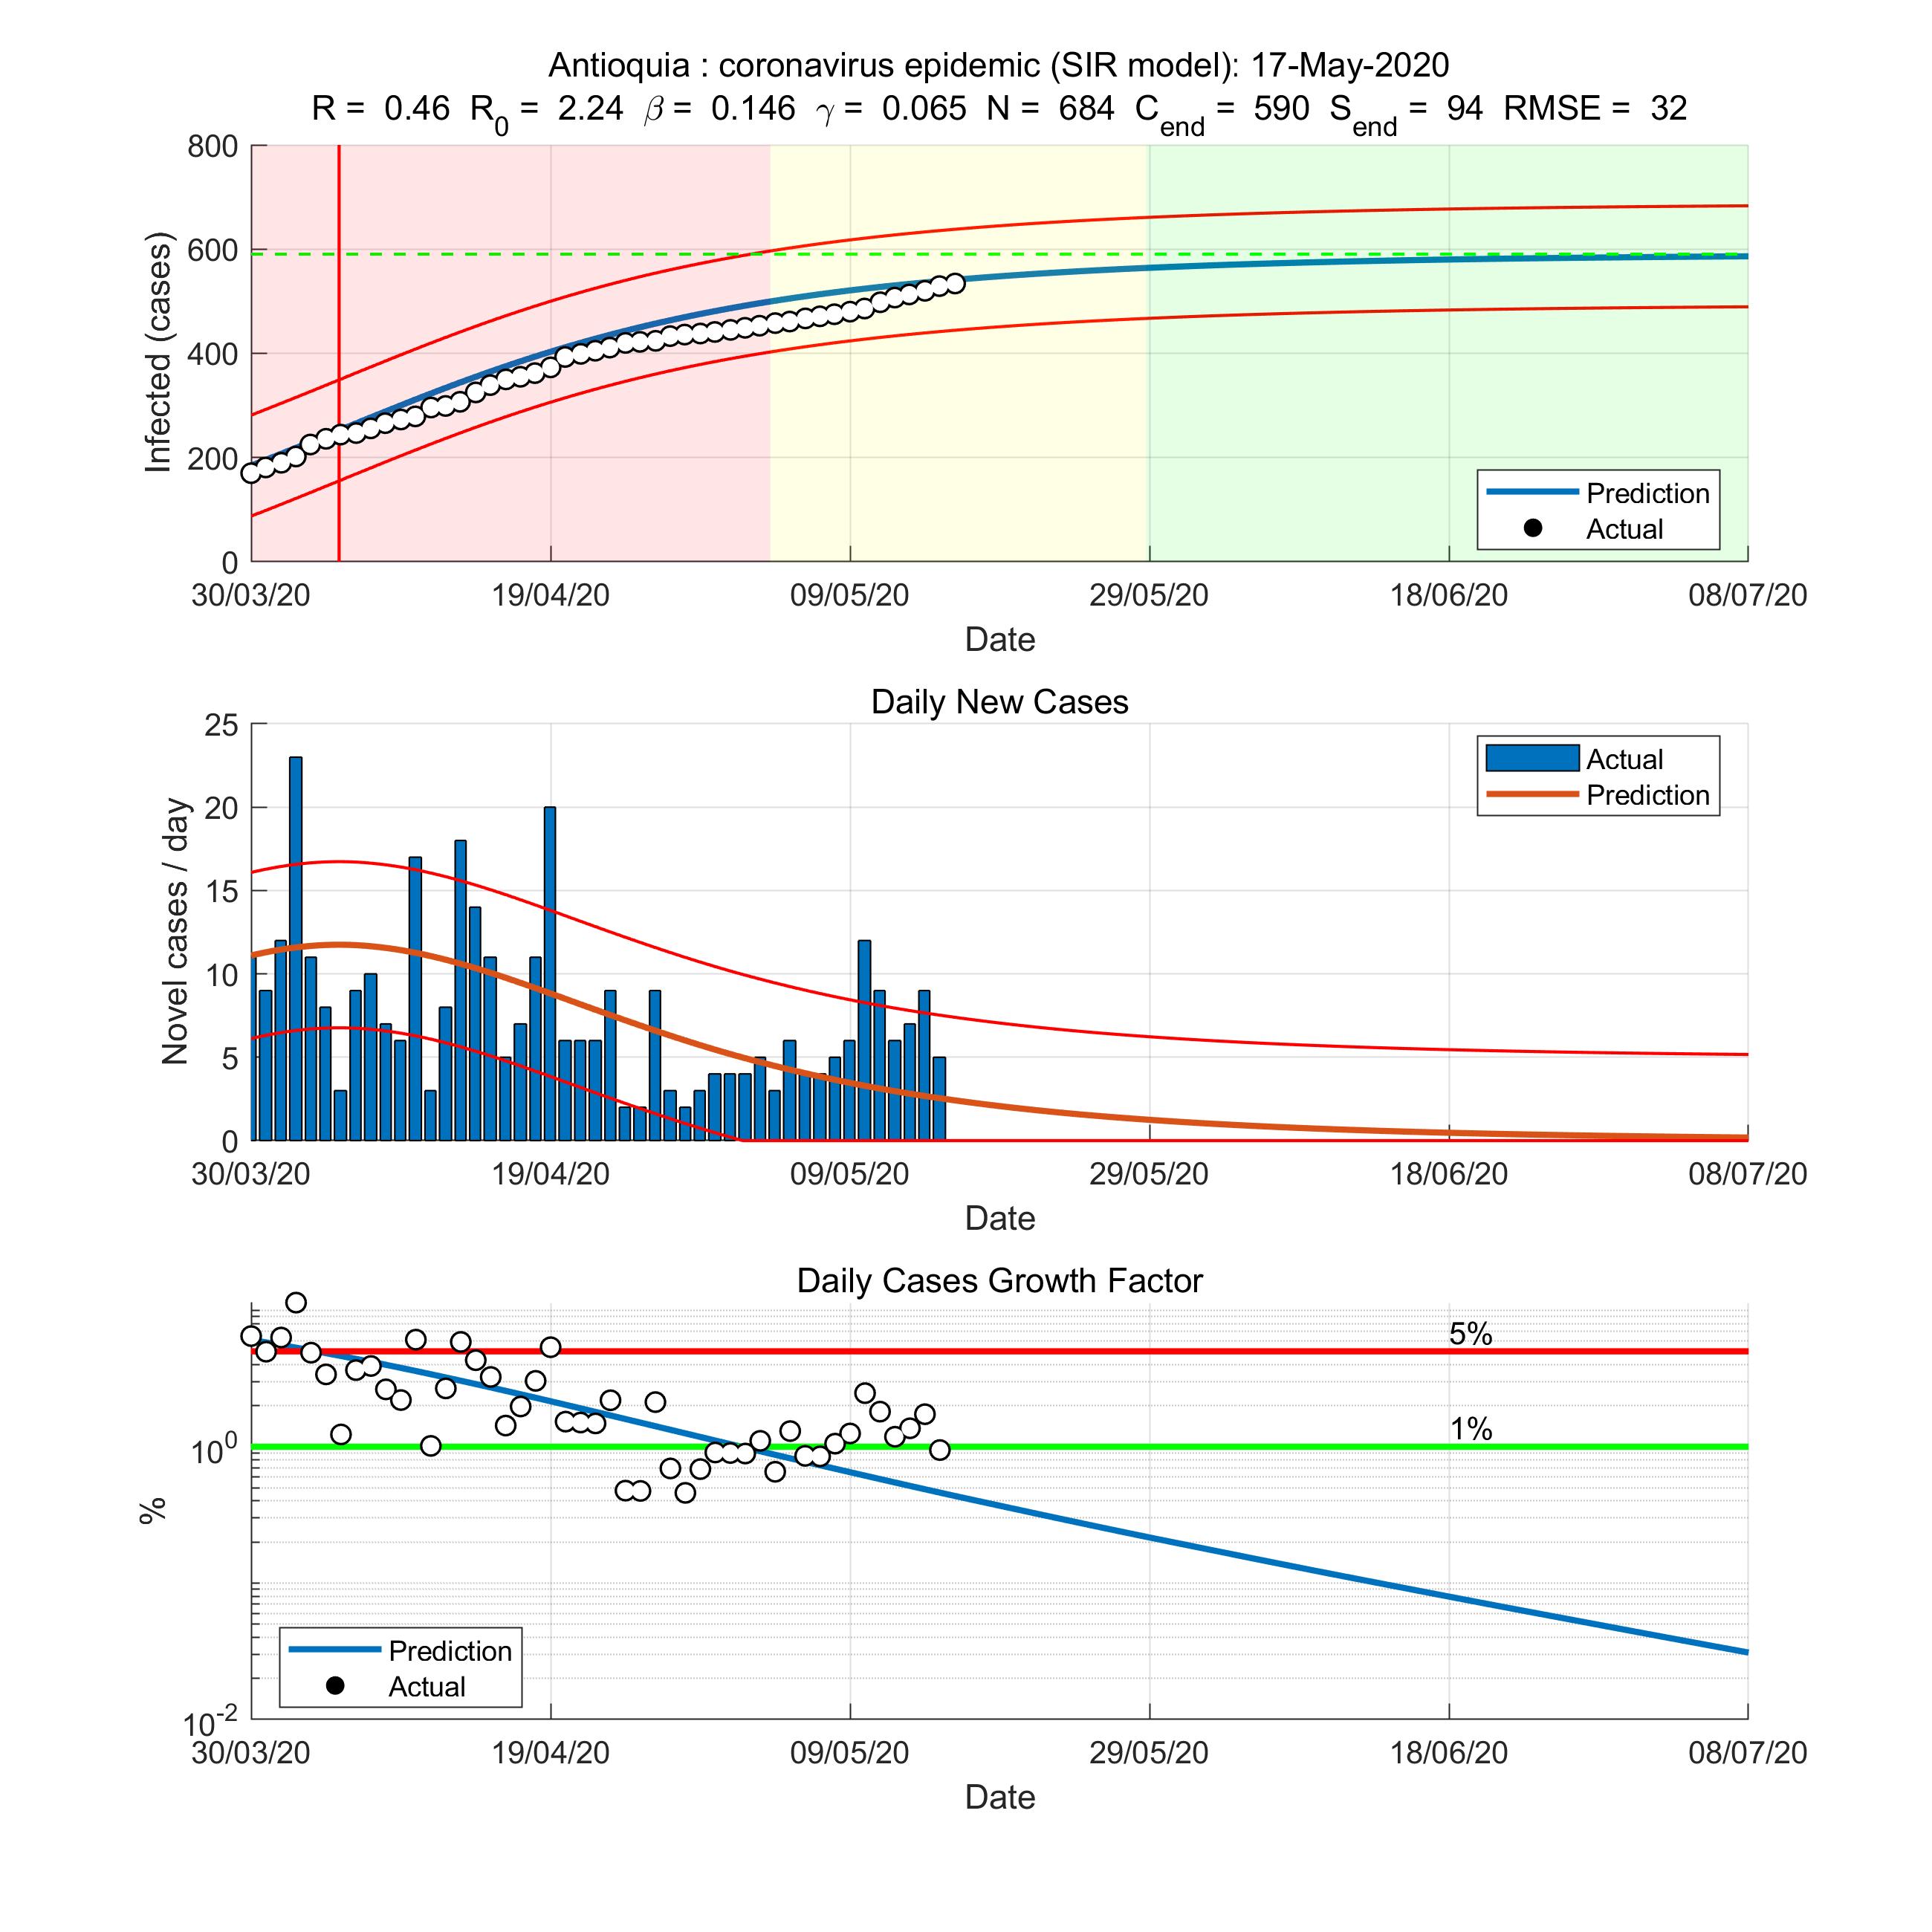 Antioquia : coronavirus epidemic (SIR model): 17-May-2020
R = 0.46 R0 = 2.24 β = 0.146 γ = 0.065 N = 684 Cend = 590 Send = 94 RMSE = 32
800
600
400
200
0
Infected (cases)
Prediction
Actual
30/03/20 19/04/20 09/05/20 29/05/20 18/06/20 08/07/20
Date
Daily New Cases
25
20
15
10
5
0
Novel cases / day
Actual
Prediction
30/03/20 19/04/20 09/05/20 29/05/20 18/06/20 08/07/20
Date
Daily Cases Growth Factor
5%
1%
10^0
%
Prediction
Actual
10^-2
30/03/20 19/04/20 09/05/20 29/05/20 18/06/20 08/07/20
Date